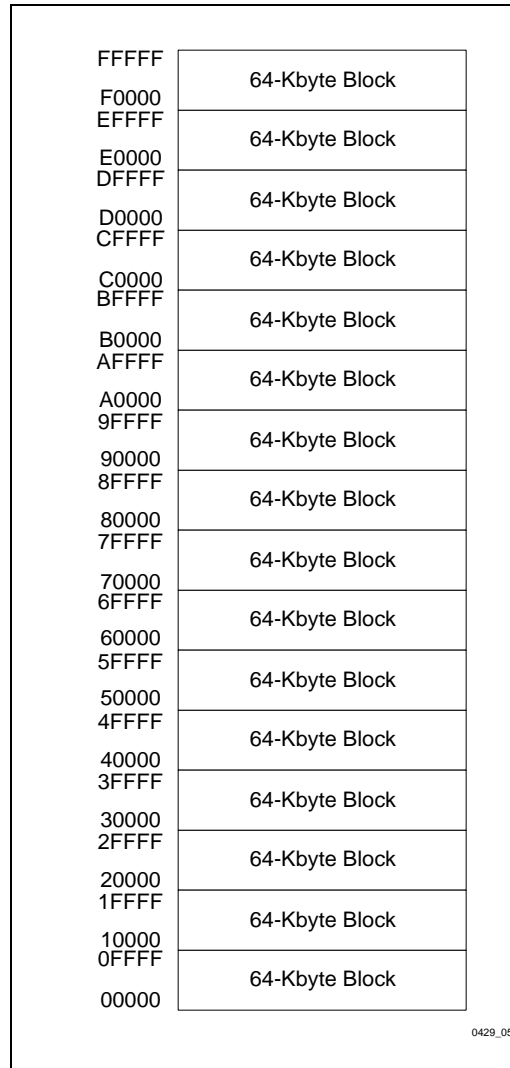 FFFFF
64-Kbyte Block
F0000
EFFFF
64-Kbyte Block
E0000
DFFFF
64-Kbyte Block
D0000
CFFFF
64-Kbyte Block
C0000
BFFFF
64-Kbyte Block
B0000
AFFFF
64-Kbyte Block
A0000
9FFFF
64-Kbyte Block
90000
8FFFF
64-Kbyte Block
80000
7FFFF
64-Kbyte Block
70000
6FFFF
64-Kbyte Block
60000
5FFFF
64-Kbyte Block
50000
4FFFF
64-Kbyte Block
40000
3FFFF
64-Kbyte Block
30000
2FFFF
64-Kbyte Block
20000
1FFFF
64-Kbyte Block
10000
0FFFF
64-Kbyte Block
00000
0429_05